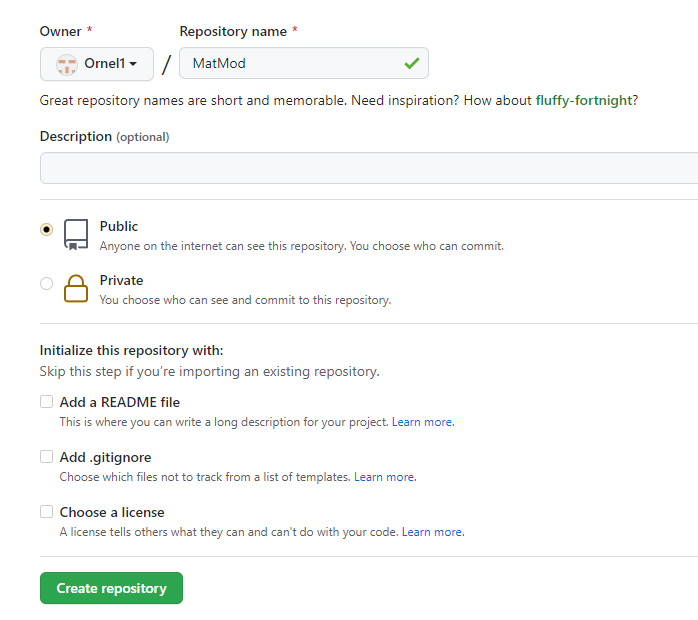 Owner * Repository name *
Ornel1 / MatMod
Great repository names are short and memorable. Need inspiration? How about fluffy-fortnight?
Description (optional)
Public
Anyone on the internet can see this repository. You choose who can commit.
Private
You choose who can see and commit to this repository.
Initialize this repository with:
Skip this step if you're importing an existing repository.
Add a README file
This is where you can write a long description for your project. Learn more.
Add .gitignore
Choose which files not to track from a list of templates. Learn more.
Choose a license
A license tells others what they can and can't do with your code. Learn more.
Create repository